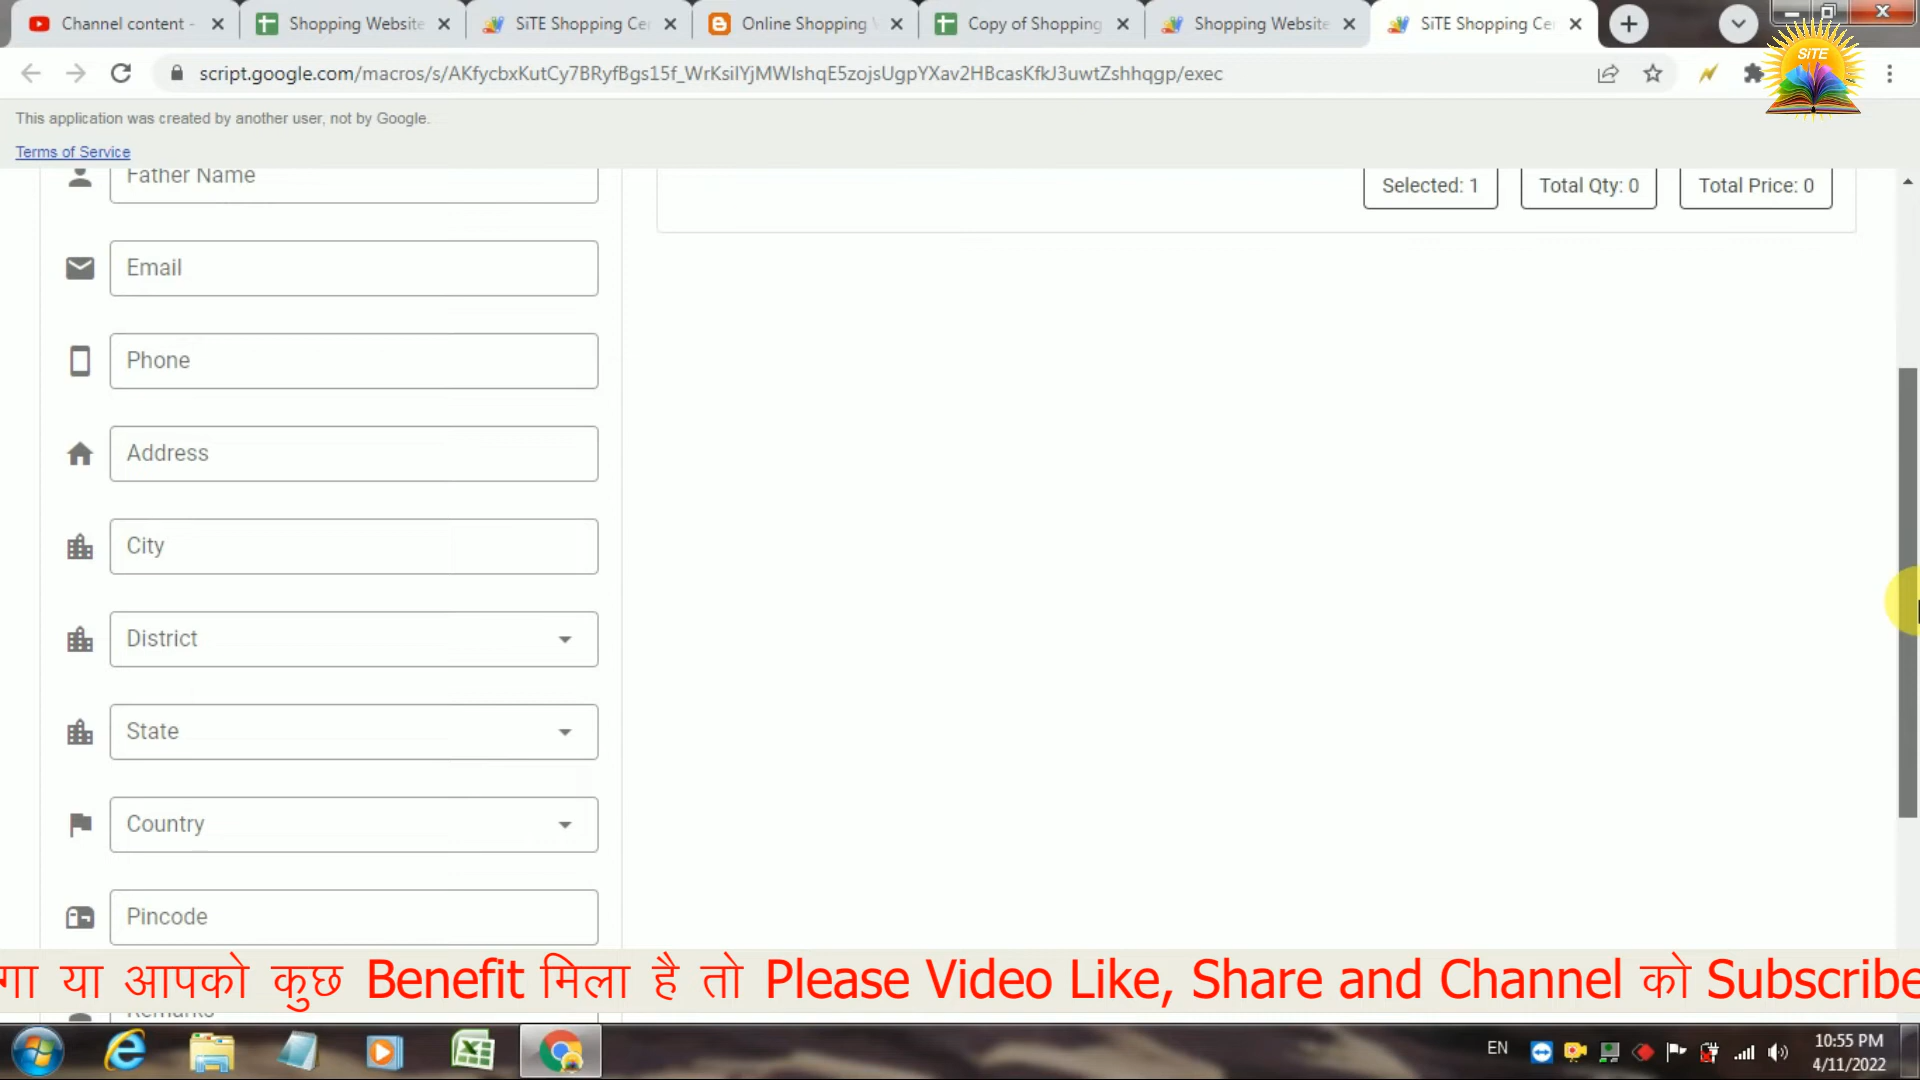 Channel content -
Shopping Website
SiTE Shopping Ce
Online Shopping
Copy of Shopping
Shopping Website
SiTE Shopping Ce
script.google.com/macros/s/AKfycbxKutCy7BRyfBgs15f_WrKsilYjMWIshqE5zojsUgpYXav2HBcasKfkJ3uwtZshhqgp/exec
SiTE
This application was created by another user, not by Google.
Terms of Service
Father Name
Selected: 1
Total Qty: 0
Total Price: 0
Email
Phone
Address
City
District
State
Country
Pincode
गा या आपको कुछ Benefit मिला है तो Please Video Like, Share and Channel को Subscribe
Remarks
EN
10:55 PM
4/11/2022